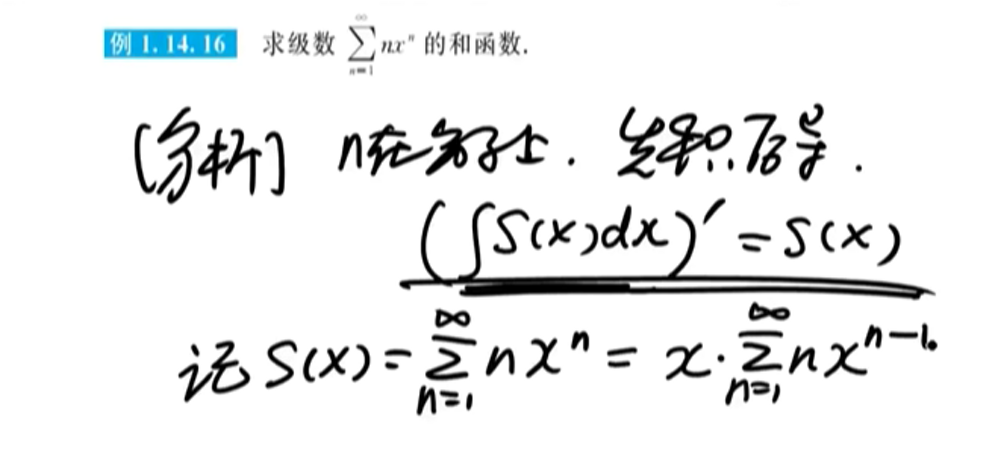 例 1.14.16 求级数 $\sum_{n=1}^{\infty} nx^n$ 的和函数.
[分析] n在分子上. 先积后导.
$(\int S(x)dx)' = S(x)$
记 $S(x) = \sum_{n=1}^{\infty} nx^n = x \cdot \sum_{n=1}^{\infty} nx^{n-1}$.